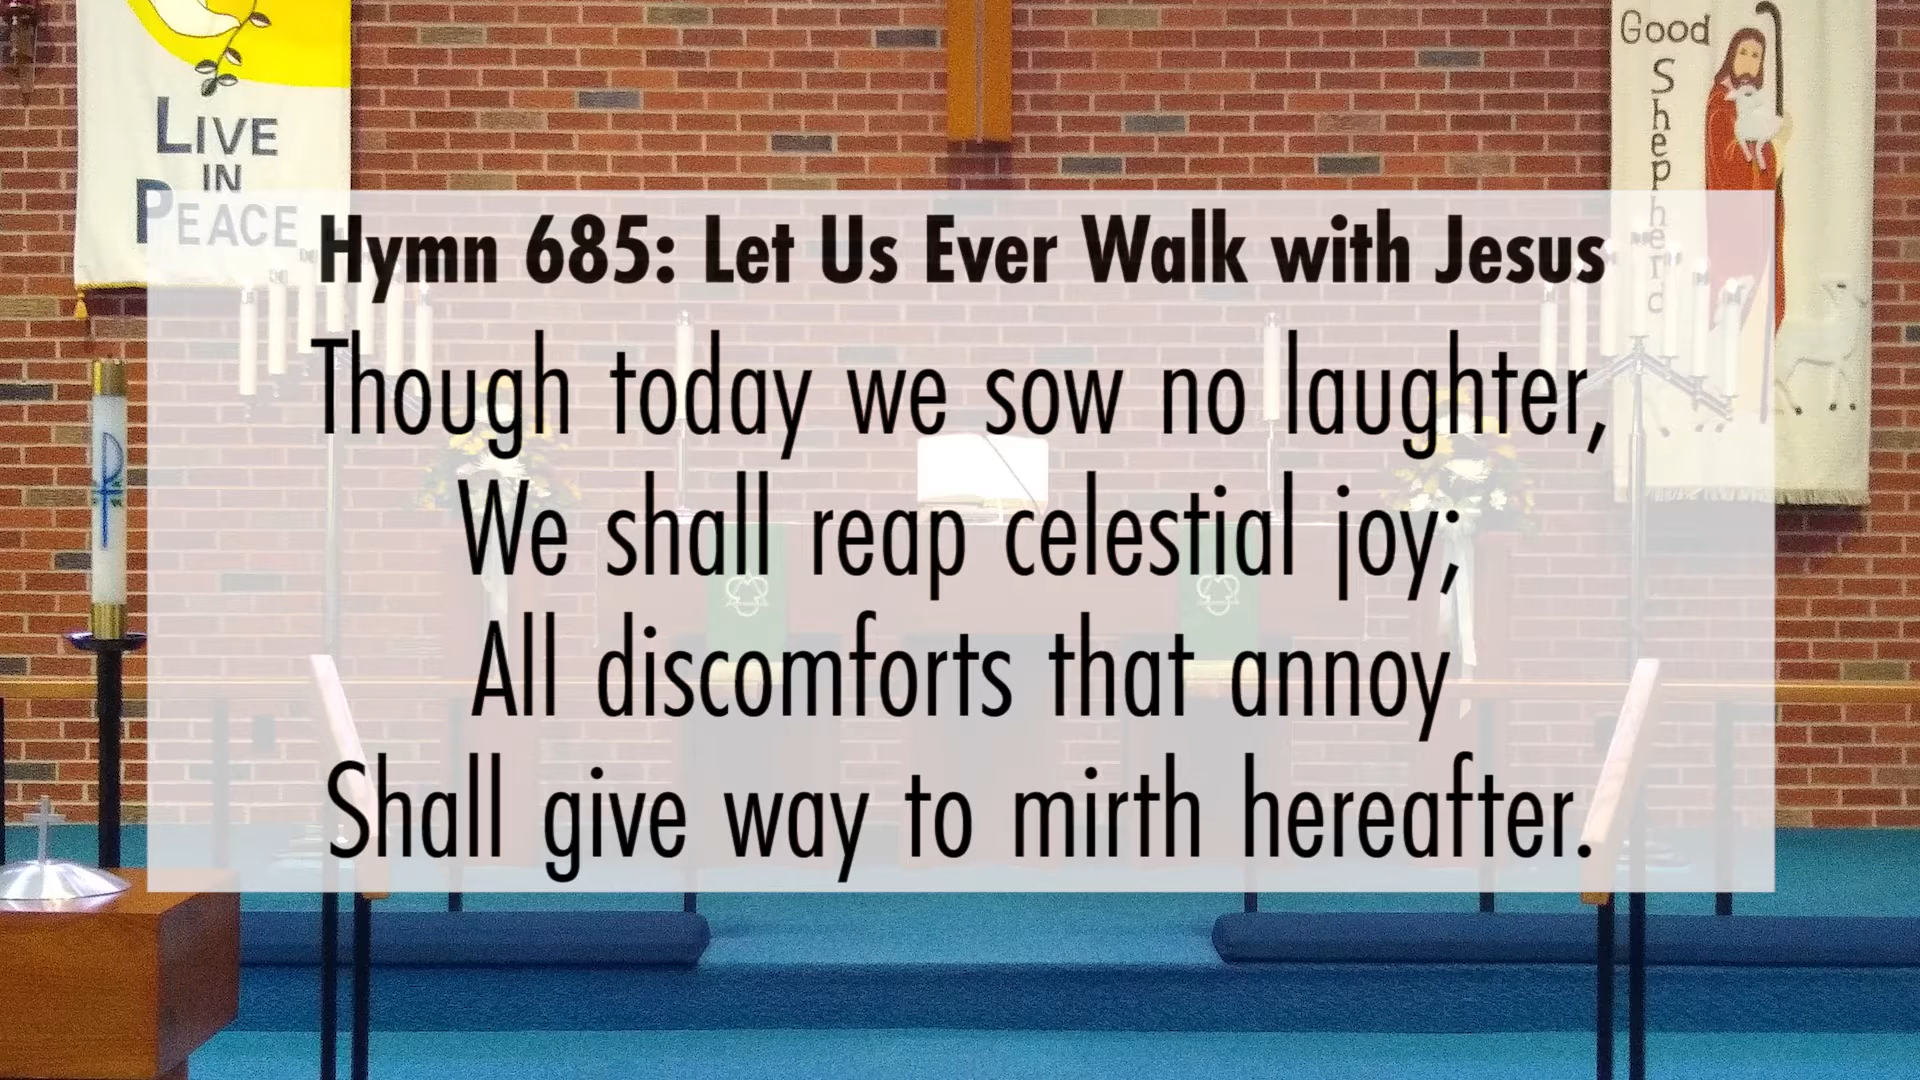 LIVE
IN
PEACE
Good
Shepherd
Hymn 685: Let Us Ever Walk with Jesus
Though today we sow no laughter,
We shall reap celestial joy;
All discomforts that annoy
Shall give way to mirth hereafter.